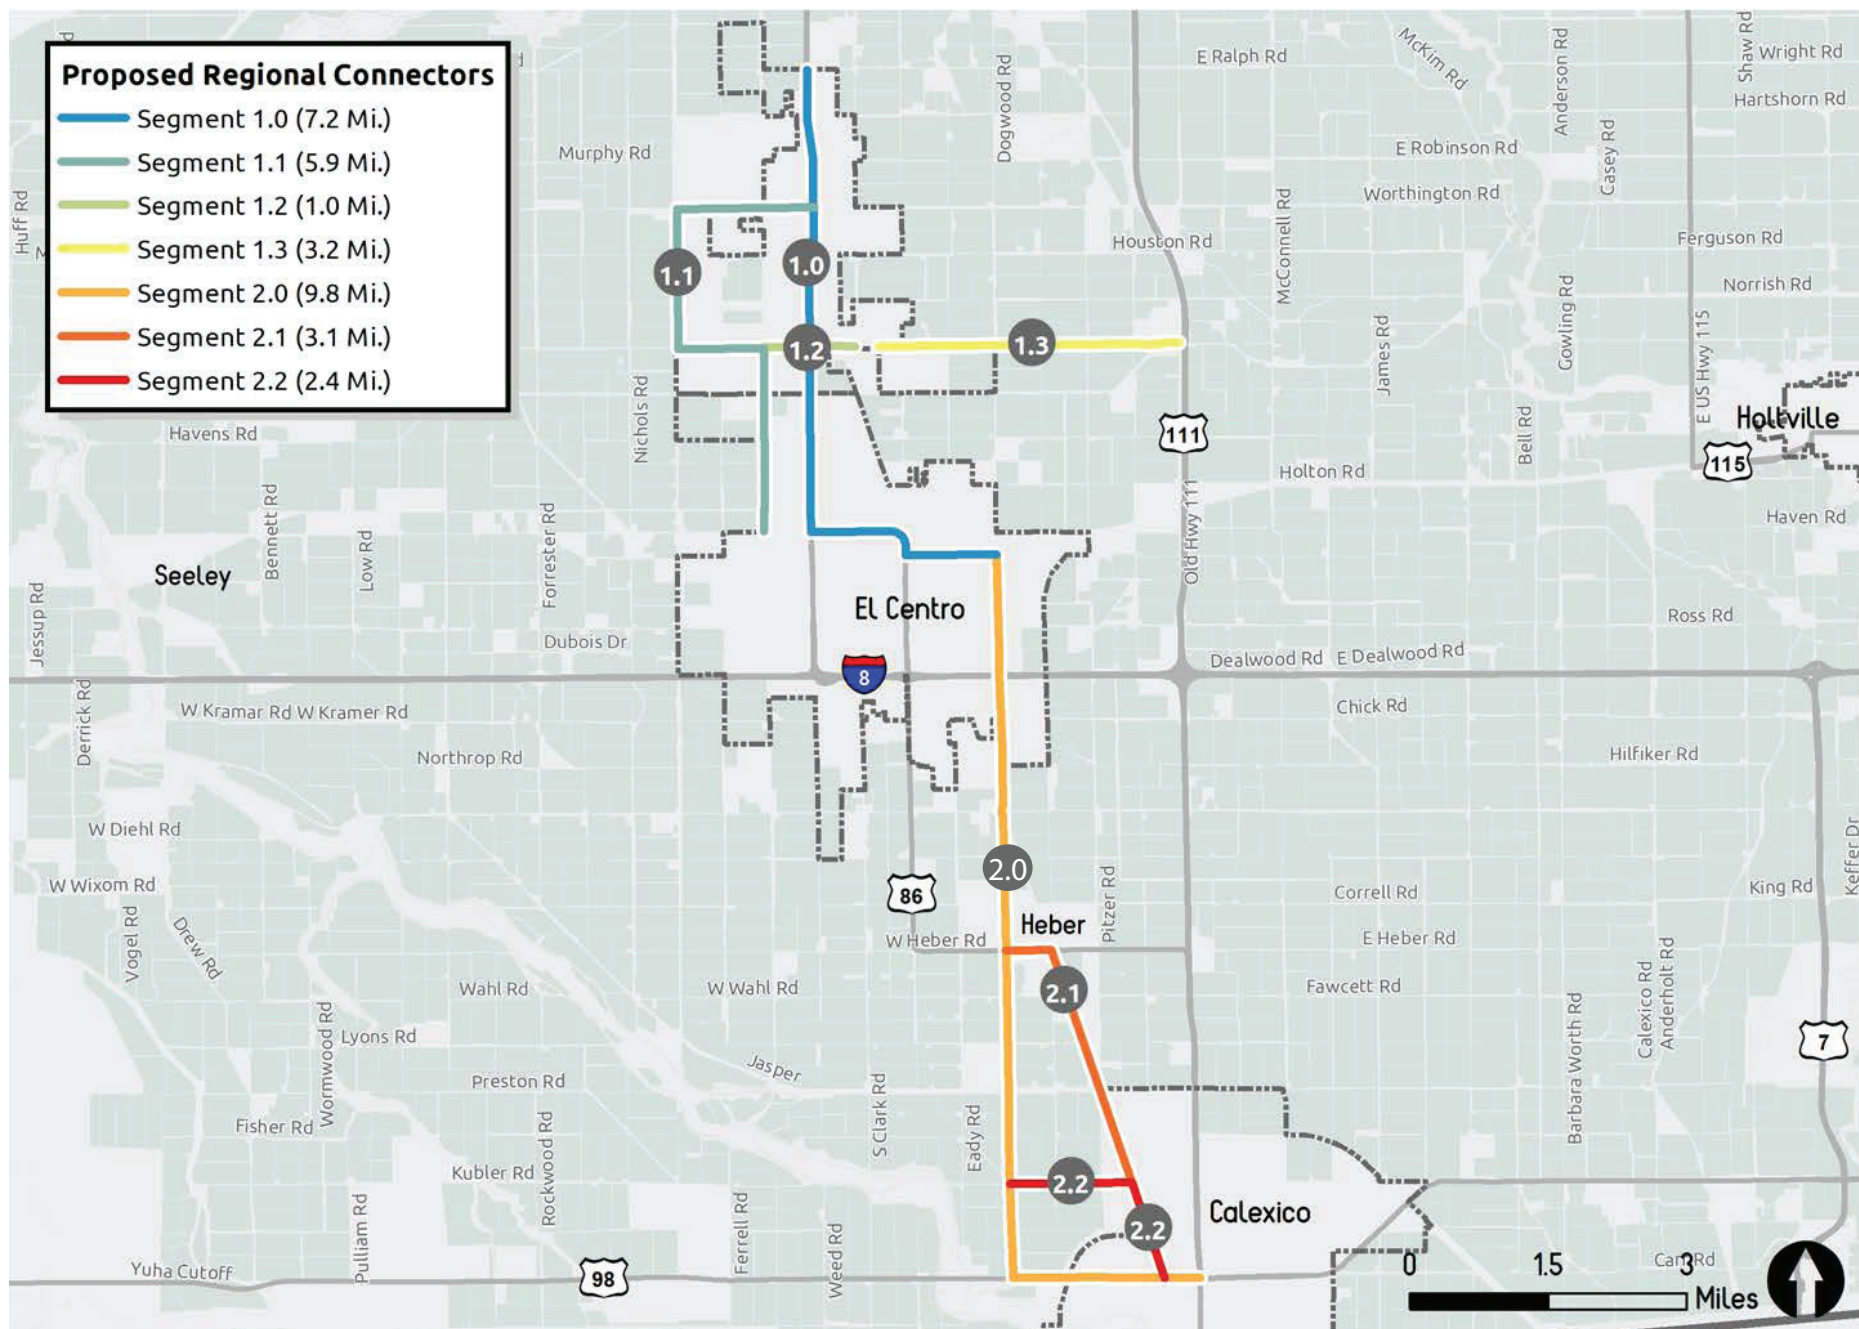 Proposed Regional Connectors
Segment 1.0 (7.2 Mi.)
Segment 1.1 (5.9 Mi.)
Segment 1.2 (1.0 Mi.)
Segment 1.3 (3.2 Mi.)
Segment 2.0 (9.8 Mi.)
Segment 2.1 (3.1 Mi.)
Segment 2.2 (2.4 Mi.)
E Ralph Rd
McKim Rd
Anderson Rd
Shaw Rd
Wright Rd
Hartshorn Rd
Dogwood Rd
Murphy Rd
E Robinson Rd
Casey Rd
Worthington Rd
McConnell Rd
Huff Rd
Houston Rd
Ferguson Rd
1.1
1.0
Norrish Rd
Gowling Rd
1.2
1.3
James Rd
E US Hwy 115
Nichols Rd
Holtville
Havens Rd
111
Bell Rd
115
Holton Rd
Bennett Rd
Low Rd
Forrester Rd
Old Hwy 111
Haven Rd
Seeley
Jessup Rd
El Centro
Ross Rd
Dubois Dr
Dealwood Rd
E Dealwood Rd
8
Derrick Rd
W Kramar Rd
W Kramer Rd
Chick Rd
Northrop Rd
Hilfiker Rd
W Diehl Rd
Keffer Dr
2.0
W Wixom Rd
86
Pitzer Rd
Correll Rd
King Rd
Vogel Rd
Drew Rd
Heber
W Heber Rd
E Heber Rd
Wahl Rd
W Wahl Rd
2.1
Fawcett Rd
Calexico Rd
Anderholt Rd
Barbara Worth Rd
Wormwood Rd
Lyons Rd
7
Jasper
Preston Rd
S Clark Rd
Eady Rd
Fisher Rd
Rockwood Rd
Kubler Rd
2.2
Calexico
2.2
Pulliam Rd
Ferrell Rd
Weed Rd
Yuha Cutoff
98
Carr Rd
0
1.5
3
Miles